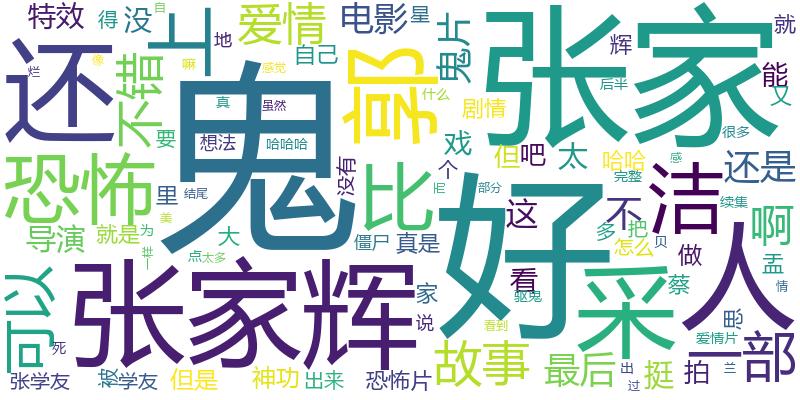 特效
得
没
上
爱情
电影
星
地
自己
鬼片
张家
辉
就
能
又
还
烂
不错
像
嘛
感觉
真
虽然
鬼
郭
什么
剧情
后半
很多
要
想法
哈哈哈
戏
但
吧
太
哈哈
感
恐怖
里
结尾
没有
比
个
完整
还是
洁
续集
导演
就是
为
美
大
点
太多
僵尸
真是
好
这
不
多
把
怎么
贝
做
啊
孟
情
可以
张家辉
家
说
看
驱鬼
部分
采
蔡
思
人
爱情片
死
看到
一部
张学友
被
学友
但是
神功
出来
恐怖片
故事
最后
挺
出
过
拍
兰
自